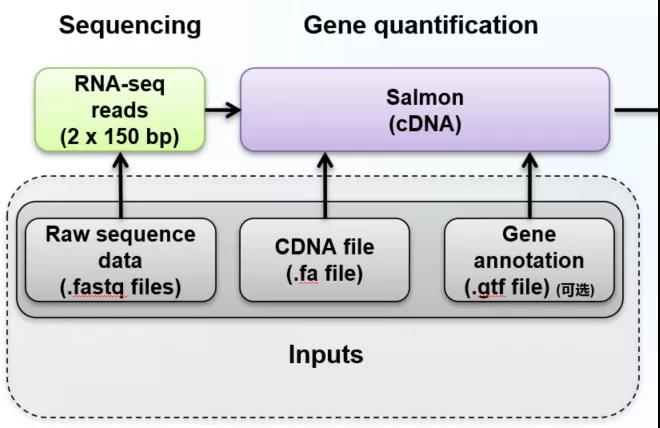 Sequencing
Gene quantification
RNA-seq
reads
(2 x 150 bp)
Salmon
(cDNA)
Raw sequence
data
(.fastq files)
CDNA file
(.fa file)
Gene
annotation
(.gtf file) (可选)
Inputs